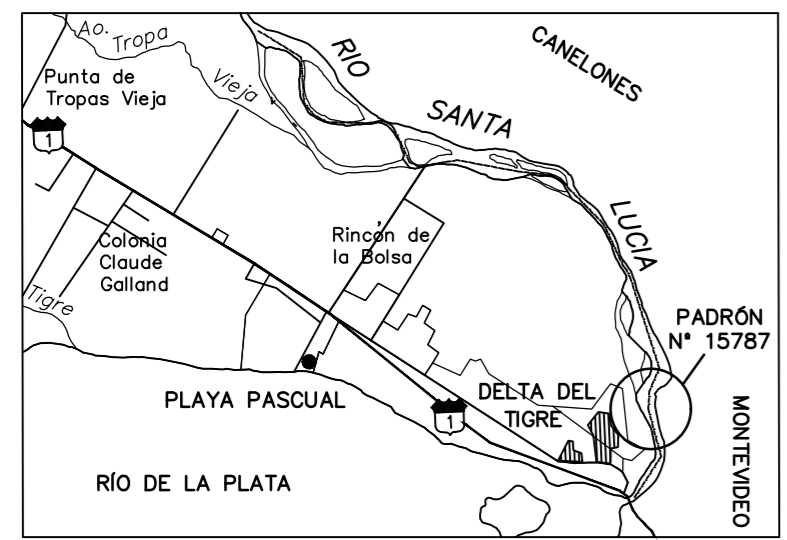 Ao.
Tropa
Vieja
RIO
SANTA
LUCIA
CANELONES
Punta de
Tropas Vieja
1
Colonia
Claude
Galland
Rincón de
la Bolsa
Tigre
PADRÓN
Nº 15787
PLAYA PASCUAL
DELTA DEL
TIGRE
1
MONTEVIDEO
RÍO DE LA PLATA